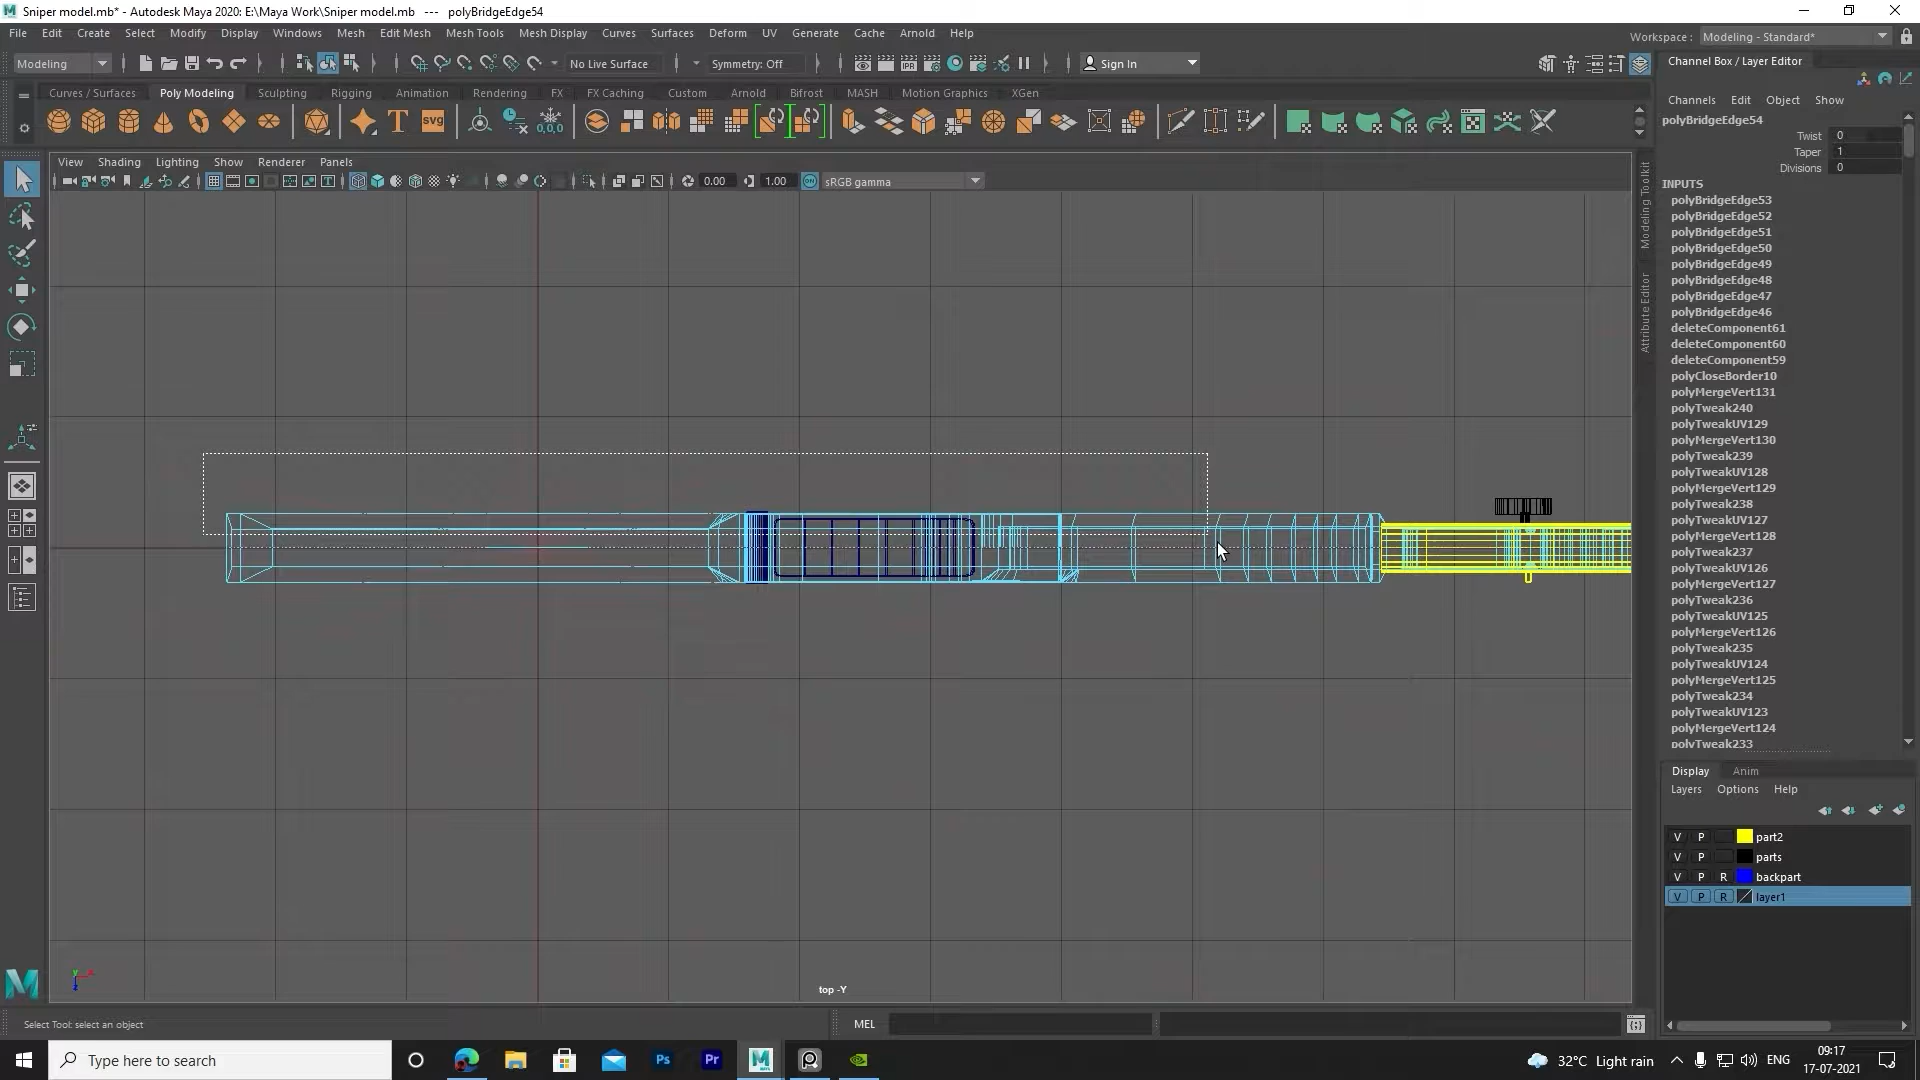 Sniper model.mb* - Autodesk Maya 2020: E:\Maya Work\Sniper model.mb   ---   polyBridgeEdge54
File Edit Create Select Modify Display Windows Mesh Edit Mesh Mesh Tools Mesh Display Curves Surfaces Deform UV Generate Cache Arnold Help
Workspace : Modeling - Standard*
Modeling No Live Surface Symmetry: Off Sign In
Channel Box / Layer Editor
Curves / Surfaces Poly Modeling Sculpting Rigging Animation Rendering FX FX Caching Custom Arnold Bifrost MASH Motion Graphics XGen
Channels Edit Object Show
polyBridgeEdge54
Twist 0
Taper 1
Divisions 0
View Shading Lighting Show Renderer Panels
0.00 1.00 sRGB gamma
Modeling Toolkit
Attribute Editor
INPUTS
polyBridgeEdge53
polyBridgeEdge52
polyBridgeEdge51
polyBridgeEdge50
polyBridgeEdge49
polyBridgeEdge48
polyBridgeEdge47
polyBridgeEdge46
deleteComponent61
deleteComponent60
deleteComponent59
polyCloseBorder10
polyMergeVert131
polyTweak240
polyTweakUV129
polyMergeVert130
polyTweak239
polyTweakUV128
polyMergeVert129
polyTweak238
polyTweakUV127
polyMergeVert128
polyTweak237
polyTweakUV126
polyMergeVert127
polyTweak236
polyTweakUV125
polyMergeVert126
polyTweak235
polyTweakUV124
polyMergeVert125
polyTweak234
polyTweakUV123
polyMergeVert124
polyTweak233
Display Anim
Layers Options Help
V P part2
V P parts
V P R backpart
V P R layer1
top -Y
Select Tool: select an object
MEL
Type here to search
Ps Pr
32°C Light rain
ENG
09:17
17-07-2021